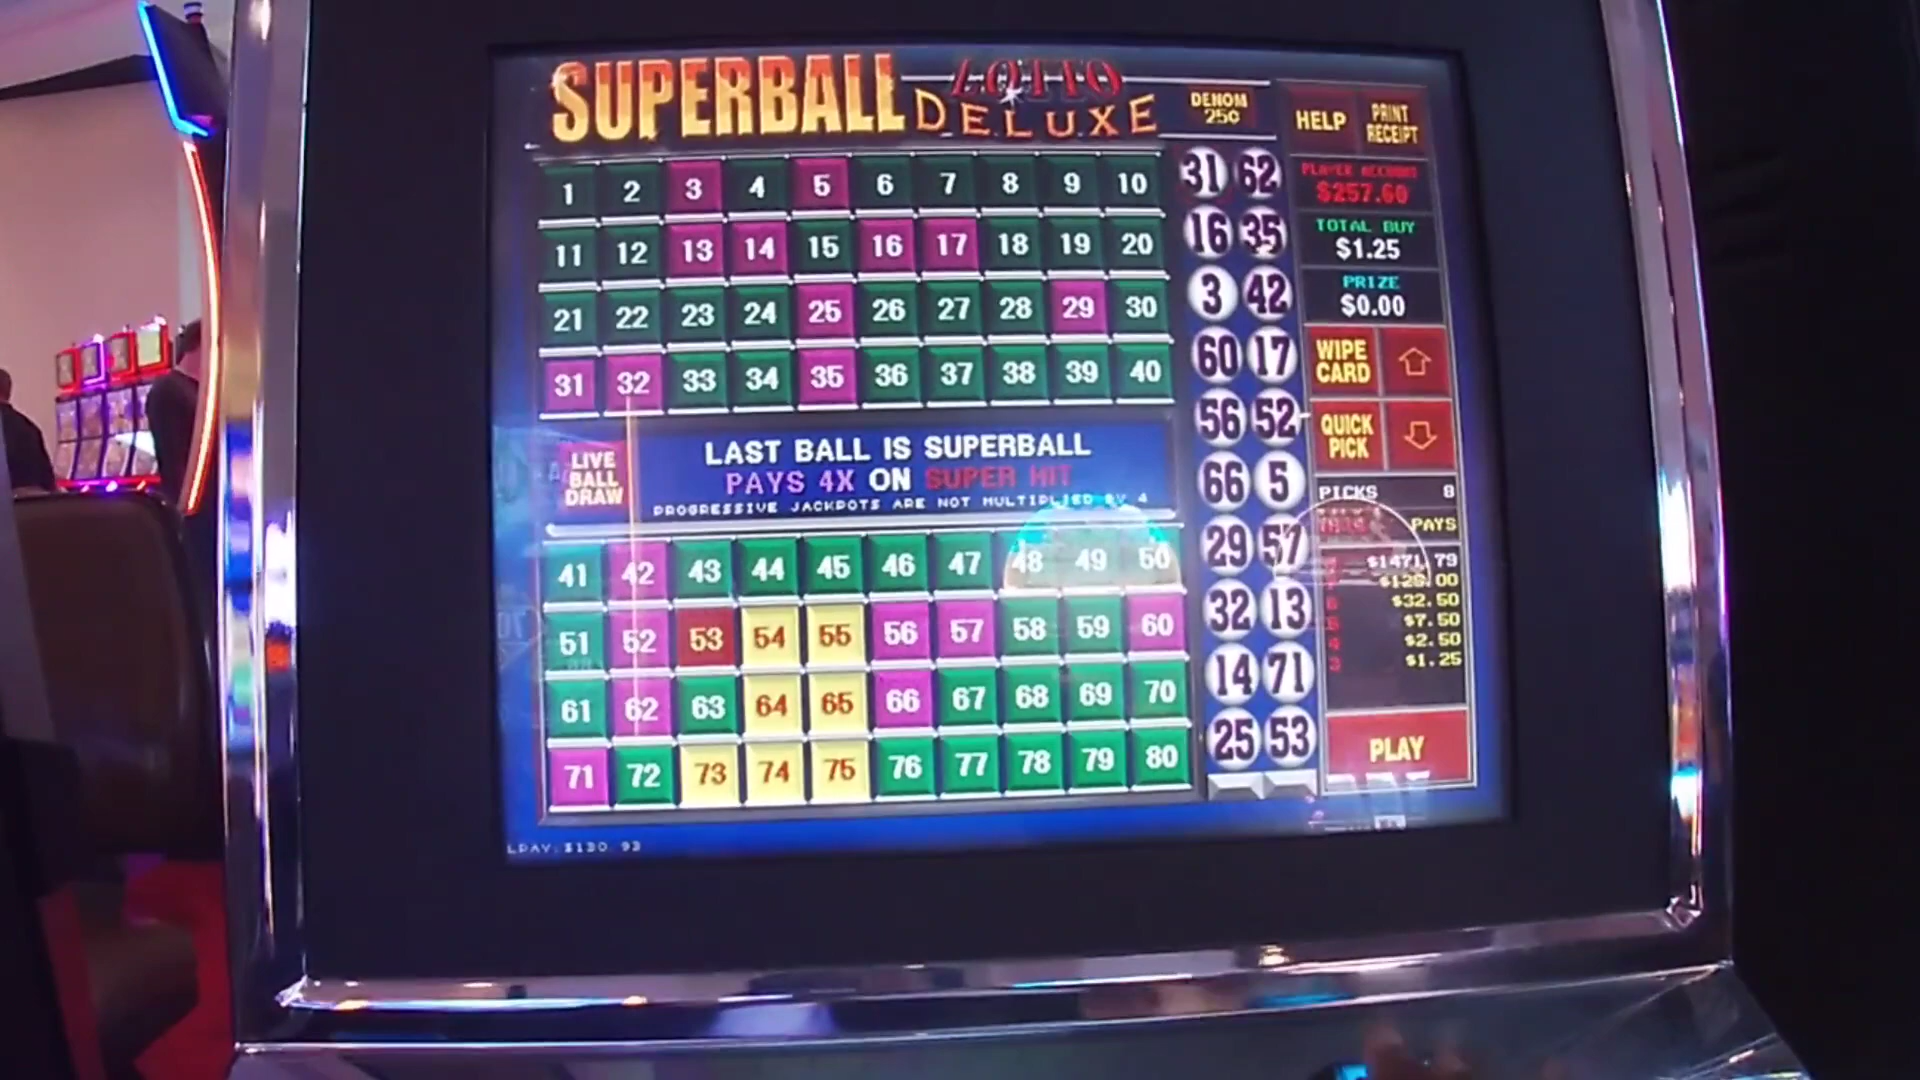 SUPERBALL LOTTO DELUXE
DENOM
25¢
HELP
PRINT
RECEIPT
PLAYER ACCOUNT
$257.60
TOTAL BUY
$1.25
PRIZE
$0.00
WIPE
CARD
QUICK
PICK
PICKS 8
PAYS
$1471.79
$129.00
6 $32.50
5 $7.50
4 $2.50
3 $1.25
PLAY
1 2 3 4 5 6 7 8 9 10
11 12 13 14 15 16 17 18 19 20
21 22 23 24 25 26 27 28 29 30
31 32 33 34 35 36 37 38 39 40
LIVE
BALL
DRAW
LAST BALL IS SUPERBALL
PAYS 4X ON SUPER HIT
PROGRESSIVE JACKPOTS ARE NOT MULTIPLIED BY 4
41 42 43 44 45 46 47 48 49 50
51 52 53 54 55 56 57 58 59 60
61 62 63 64 65 66 67 68 69 70
71 72 73 74 75 76 77 78 79 80
31 62
16 35
3 42
60 17
56 52
66 5
29 57
32 13
14 71
25 53
LPAY:$130.93